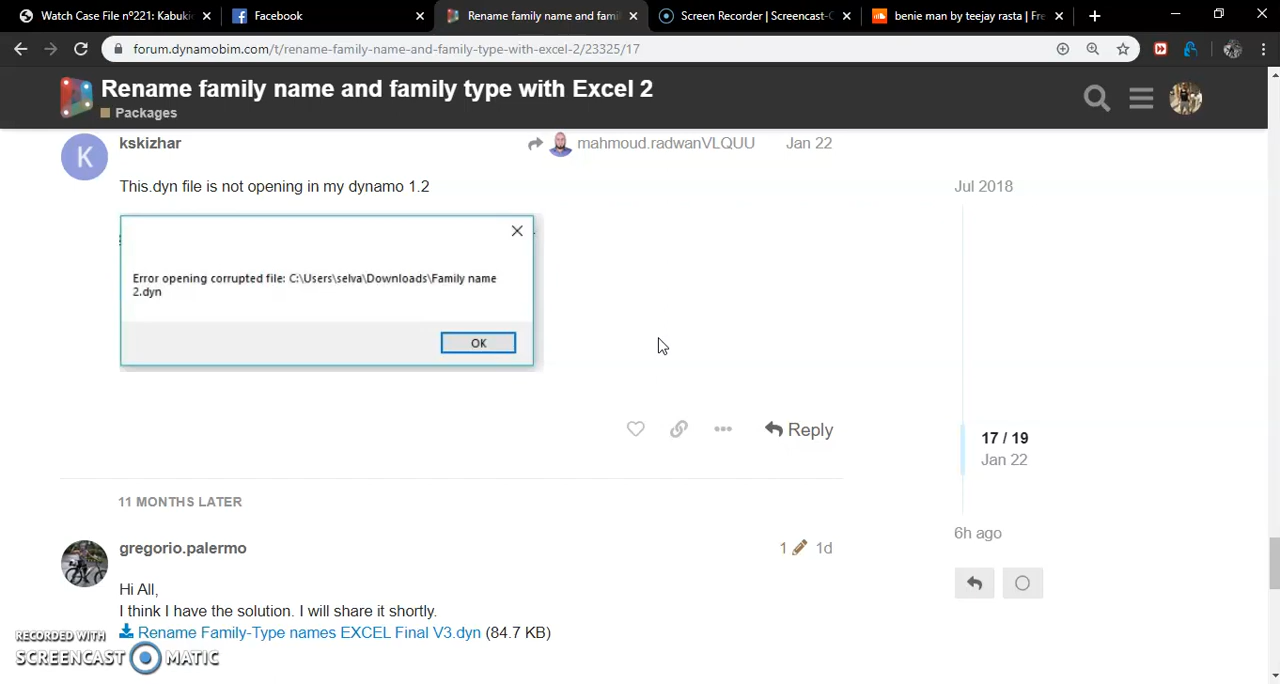 Watch Case File nº221: Kabuki
Facebook
Rename family name and famil
Screen Recorder | Screencast-O
benie man by teejay rasta | Fre
forum.dynamobim.com/t/rename-family-name-and-family-type-with-excel-2/23325/17
Rename family name and family type with Excel 2
Packages
K
kskizhar
mahmoud.radwanVLQUU
Jan 22
This.dyn file is not opening in my dynamo 1.2
Jul 2018
Error opening corrupted file: C:\Users\selva\Downloads\Family name
2.dyn
OK
Reply
17 / 19
Jan 22
11 MONTHS LATER
6h ago
gregorio.palermo
1
1d
Hi All,
I think I have the solution. I will share it shortly.
Rename Family-Type names EXCEL Final V3.dyn (84.7 KB)
RECORDED WITH
SCREENCAST MATIC